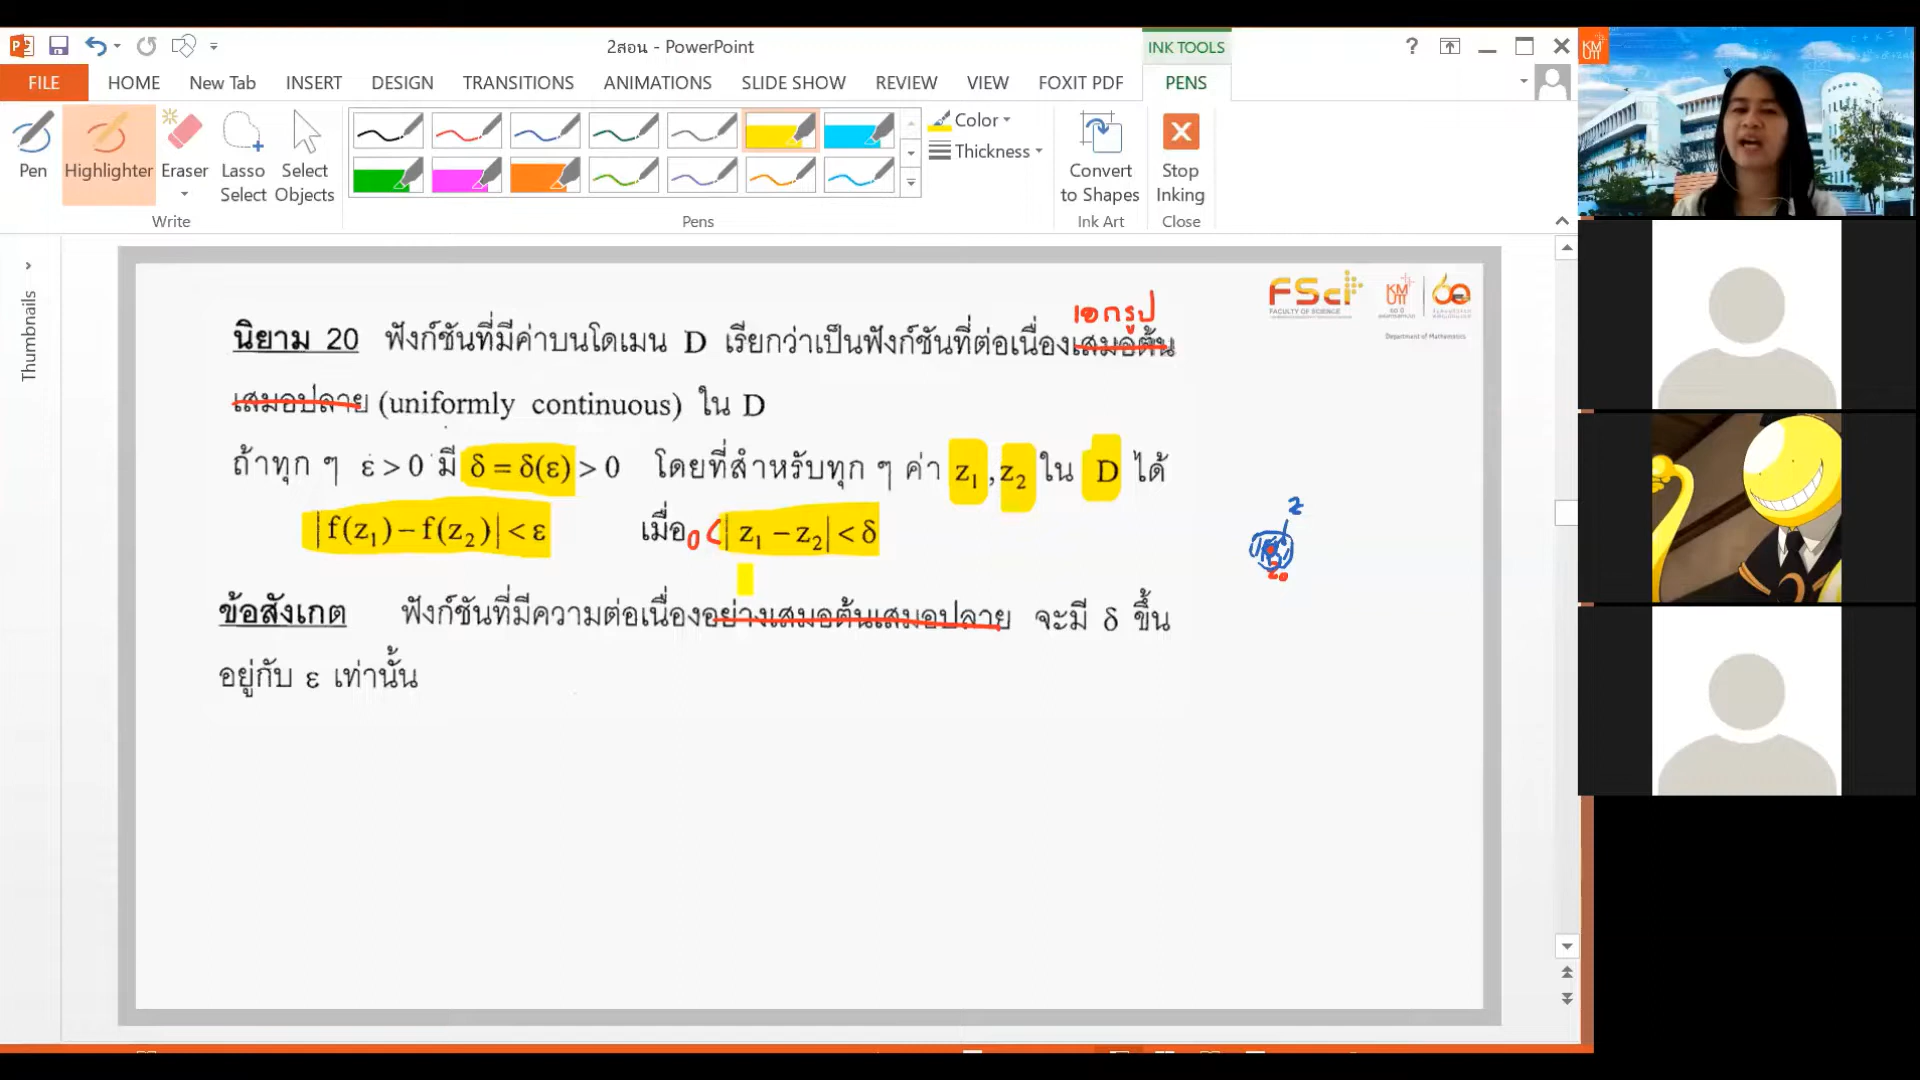 2สอน - PowerPoint
INK TOOLS
?
FILE HOME New Tab INSERT DESIGN TRANSITIONS ANIMATIONS SLIDE SHOW REVIEW VIEW FOXIT PDF PENS
Pen Highlighter Eraser Lasso Select Select Objects
Color
Thickness
Convert to Shapes
Stop Inking
Write Pens Ink Art Close
Thumbnails
FSci
FACULTY OF SCIENCE
KMUTT
Department of Mathematics
เอกรูป
นิยาม 20 ฟังก์ชันที่มีค่าบนโดเมน D เรียกว่าเป็นฟังก์ชันที่ต่อเนื่องเสมอต้น
เสมอปลาย (uniformly continuous) ใน D
ถ้าทุก ๆ ε > 0 มี δ = δ(ε) > 0 โดยที่สำหรับทุก ๆ ค่า z₁, z₂ ใน D ได้
|f(z₁) − f(z₂)| < ε เมื่อ 0 < | z₁ − z₂| < δ
z
z₀
ข้อสังเกต ฟังก์ชันที่มีความต่อเนื่องอย่างเสมอต้นเสมอปลาย จะมี δ ขึ้น
อยู่กับ ε เท่านั้น